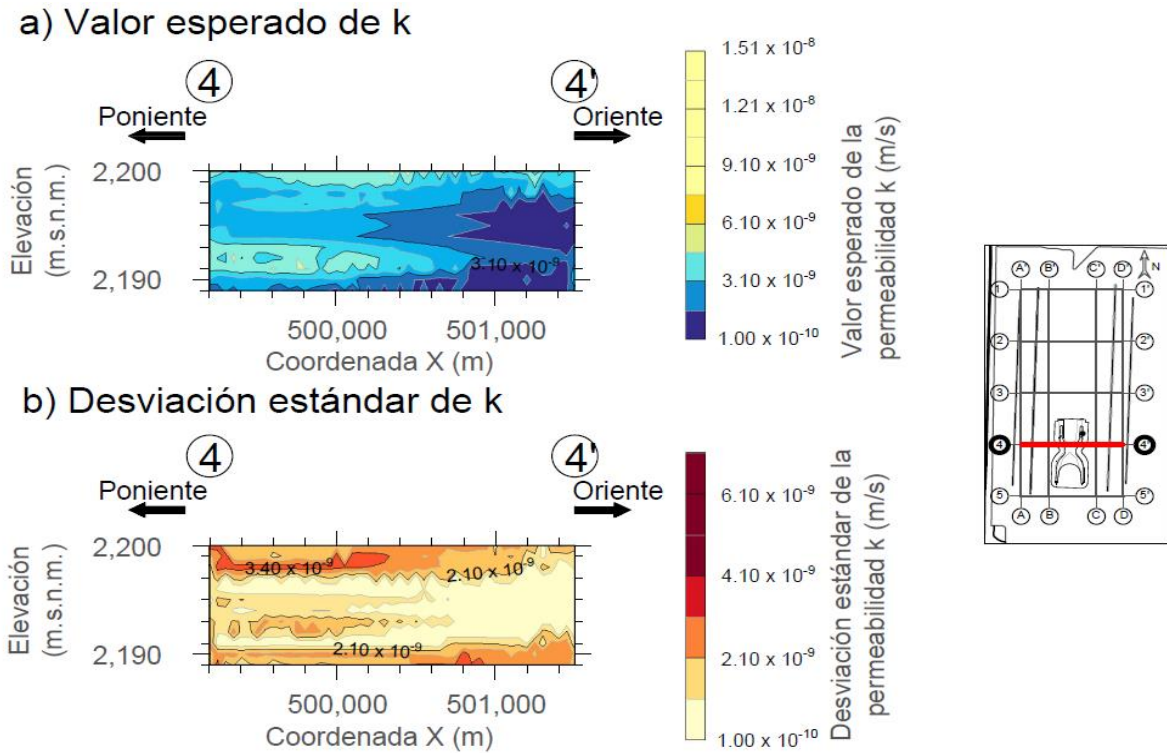 a) Valor esperado de k
4
4'
Poniente
Oriente
Elevación
(m.s.n.m.)
2,200
2,190
3.10 x 10⁻⁹
500,000
501,000
Coordenada X (m)
1.51 x 10⁻⁸
1.21 x 10⁻⁸
9.10 x 10⁻⁹
6.10 x 10⁻⁹
3.10 x 10⁻⁹
1.00 x 10⁻¹⁰
Valor esperado de la
permeabilidad k (m/s)
b) Desviación estándar de k
4
4'
Poniente
Oriente
Elevación
(m.s.n.m.)
2,200
2,190
3.40 x 10⁻⁹
2.10 x 10⁻⁹
2.10 x 10⁻⁹
500,000
501,000
Coordenada X (m)
6.10 x 10⁻⁹
4.10 x 10⁻⁹
2.10 x 10⁻⁹
1.00 x 10⁻¹⁰
Desviación estándar de la
permeabilidad k (m/s)
A' B' C' D' N
1 1'
2 2'
3 3'
4 4'
5 5'
A B C D